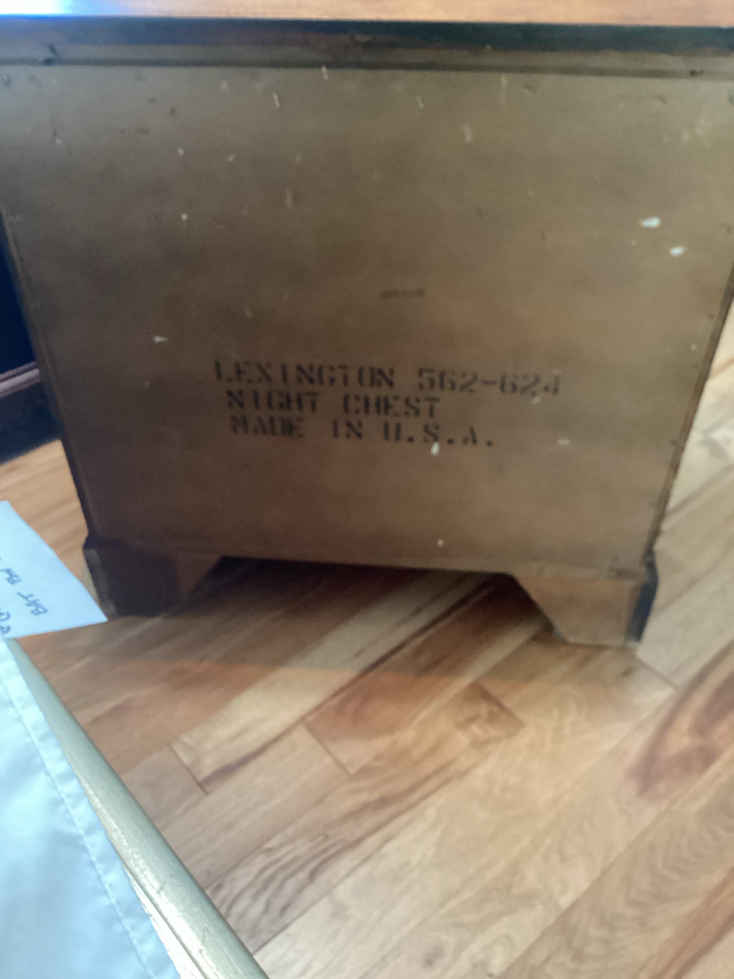 LEXINGTON 562-624
NIGHT CHEST
MADE IN U.S.A.